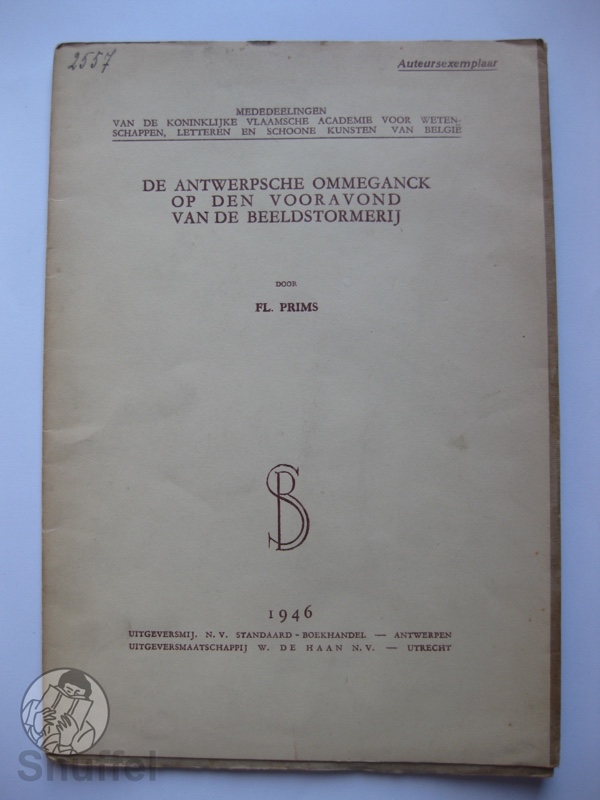 2557
Auteursexemplaar
MEDEDEELINGEN
VAN DE KONINKLIJKE VLAAMSCHE ACADEMIE VOOR WETEN-
SCHAPPEN, LETTEREN EN SCHOONE KUNSTEN VAN BELGIË
DE ANTWERPSCHE OMMEGANCK
OP DEN VOORAVOND
VAN DE BEELDSTORMERIJ
DOOR
FL. PRIMS
SB
1946
UITGEVERSMIJ. N. V. STANDAARD-BOEKHANDEL — ANTWERPEN
UITGEVERSMAATSCHAPPIJ W. DE HAAN N. V. — UTRECHT
Shuffel